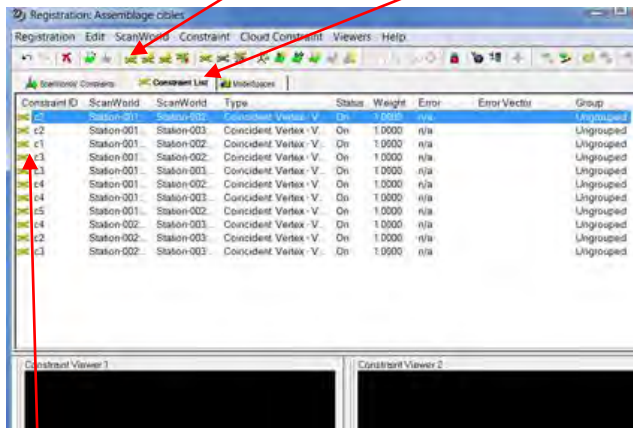 Registration: Assemblage cibles
Registration Edit ScanWorld Constraint Cloud Constraint Viewers Help
ScanWorlds' Constraints Constraint List ModelSpaces
Constraint ID ScanWorld ScanWorld Type Status Weight Error Error Vector Group
Station-001... Station-002... Coincident: Vertex - V... On 1.0000 n/a Ungrouped
c2 Station-001... Station-003... Coincident: Vertex - V... On 1.0000 n/a Ungrouped
c1 Station-001... Station-002... Coincident: Vertex - V... On 1.0000 n/a Ungrouped
c3 Station-001... Station-002... Coincident: Vertex - V... On 1.0000 n/a Ungrouped
c3 Station-001... Station-003... Coincident: Vertex - V... On 1.0000 n/a Ungrouped
c4 Station-001... Station-002... Coincident: Vertex - V... On 1.0000 n/a Ungrouped
c4 Station-001... Station-003... Coincident: Vertex - V... On 1.0000 n/a Ungrouped
c5 Station-001... Station-002... Coincident: Vertex - V... On 1.0000 n/a Ungrouped
c4 Station-002... Station-003... Coincident: Vertex - V... On 1.0000 n/a Ungrouped
c2 Station-002... Station-003... Coincident: Vertex - V... On 1.0000 n/a Ungrouped
c3 Station-002... Station-003... Coincident: Vertex - V... On 1.0000 n/a Ungrouped
Constraint Viewer 1 Constraint Viewer 2